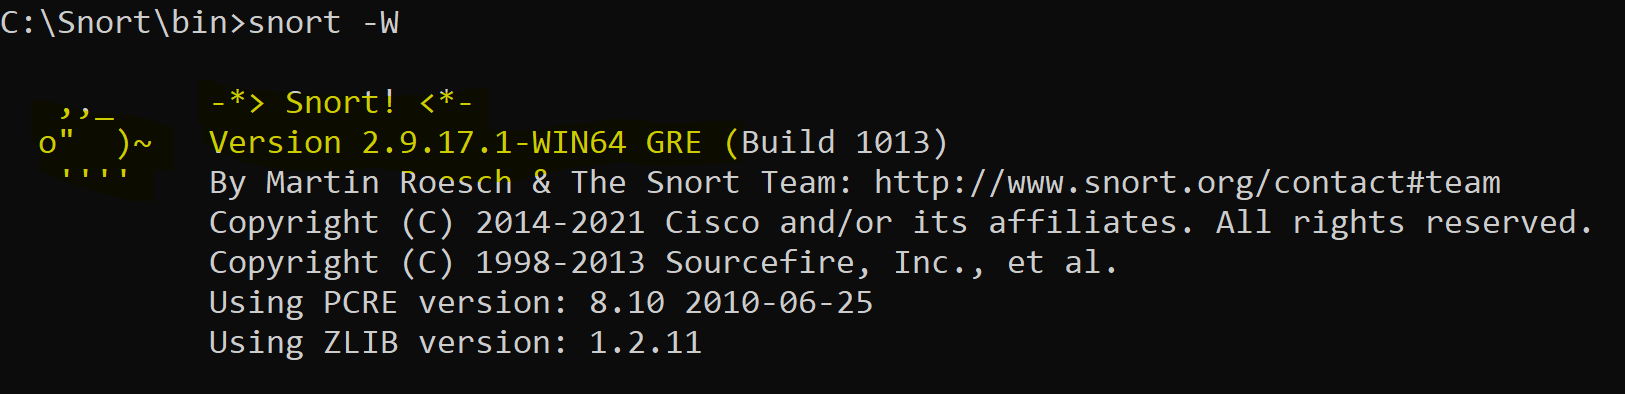 C:\Snort\bin>snort -W
   ,,_     -*> Snort! <*-
  o"  )~   Version 2.9.17.1-WIN64 GRE (Build 1013)
   ''''    By Martin Roesch & The Snort Team: http://www.snort.org/contact#team
           Copyright (C) 2014-2021 Cisco and/or its affiliates. All rights reserved.
           Copyright (C) 1998-2013 Sourcefire, Inc., et al.
           Using PCRE version: 8.10 2010-06-25
           Using ZLIB version: 1.2.11